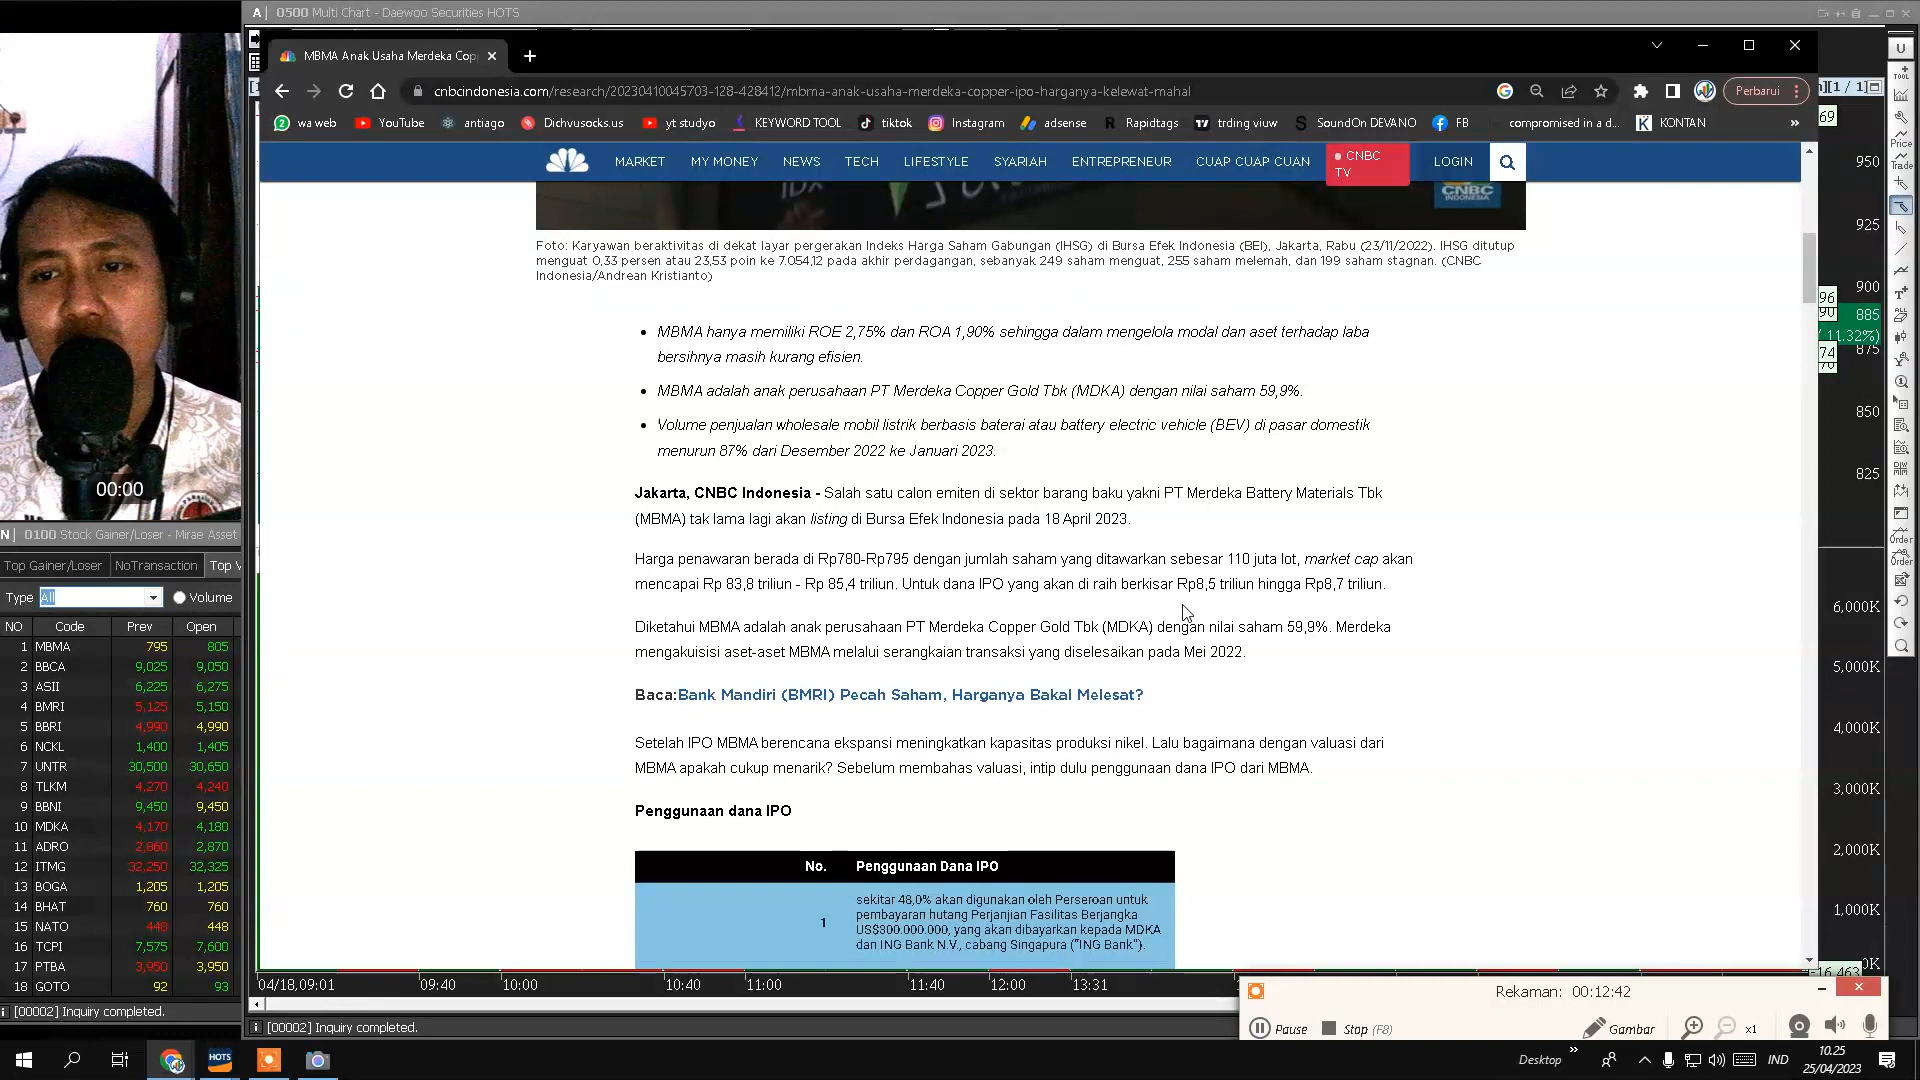 A 0500 Multi Chart - Daewoo Securities HOTS
MBMA Anak Usaha Merdeka Cop
cnbcindonesia.com/research/20230410045703-128-428412/mbma-anak-usaha-merdeka-copper-ipo-harganya-kelewat-mahal
Perbarui
wa web YouTube antiago Dichvusocks.us yt studyo KEYWORD TOOL tiktok Instagram adsense Rapidtags trding viuw SoundOn DEVANO FB compromised in a d... KONTAN »
MARKET MY MONEY NEWS TECH LIFESTYLE SYARIAH ENTREPRENEUR CUAP CUAP CUAN CNBC TV LOGIN
CNBC
INDONESIA
Foto: Karyawan beraktivitas di dekat layar pergerakan Indeks Harga Saham Gabungan (IHSG) di Bursa Efek Indonesia (BEI), Jakarta, Rabu (23/11/2022). IHSG ditutup
menguat 0,33 persen atau 23,53 poin ke 7.054,12 pada akhir perdagangan, sebanyak 249 saham menguat, 255 saham melemah, dan 199 saham stagnan. (CNBC
Indonesia/Andrean Kristianto)
• MBMA hanya memiliki ROE 2,75% dan ROA 1,90% sehingga dalam mengelola modal dan aset terhadap laba
bersihnya masih kurang efisien.
• MBMA adalah anak perusahaan PT Merdeka Copper Gold Tbk (MDKA) dengan nilai saham 59,9%.
• Volume penjualan wholesale mobil listrik berbasis baterai atau battery electric vehicle (BEV) di pasar domestik
menurun 87% dari Desember 2022 ke Januari 2023.
Jakarta, CNBC Indonesia - Salah satu calon emiten di sektor barang baku yakni PT Merdeka Battery Materials Tbk
(MBMA) tak lama lagi akan listing di Bursa Efek Indonesia pada 18 April 2023.
Harga penawaran berada di Rp780-Rp795 dengan jumlah saham yang ditawarkan sebesar 110 juta lot, market cap akan
mencapai Rp 83,8 triliun - Rp 85,4 triliun. Untuk dana IPO yang akan di raih berkisar Rp8,5 triliun hingga Rp8,7 triliun.
Diketahui MBMA adalah anak perusahaan PT Merdeka Copper Gold Tbk (MDKA) dengan nilai saham 59,9%. Merdeka
mengakuisisi aset-aset MBMA melalui serangkaian transaksi yang diselesaikan pada Mei 2022.
Baca:Bank Mandiri (BMRI) Pecah Saham, Harganya Bakal Melesat?
Setelah IPO MBMA berencana ekspansi meningkatkan kapasitas produksi nikel. Lalu bagaimana dengan valuasi dari
MBMA apakah cukup menarik? Sebelum membahas valuasi, intip dulu penggunaan dana IPO dari MBMA.
Penggunaan dana IPO
No. Penggunaan Dana IPO
1 sekitar 48,0% akan digunakan oleh Perseroan untuk
pembayaran hutang Perjanjian Fasilitas Berjangka
US$300.000.000, yang akan dibayarkan kepada MDKA
dan ING Bank N.V., cabang Singapura ("ING Bank").
00:00
N 0100 Stock Gainer/Loser - Mirae Asset
Top Gainer/Loser NoTransaction Top V
Type All Volume
NO Code Prev Open
1 MBMA 795 805
2 BBCA 9,025 9,050
3 ASII 6,225 6,275
4 BMRI 5,125 5,150
5 BBRI 4,990 4,990
6 NCKL 1,400 1,405
7 UNTR 30,500 30,650
8 TLKM 4,270 4,240
9 BBNI 9,450 9,450
10 MDKA 4,170 4,180
11 ADRO 2,860 2,870
12 ITMG 32,250 32,325
13 BOGA 1,205 1,205
14 BHAT 760 760
15 NATO 448 448
16 TCPI 7,575 7,600
17 PTBA 3,950 3,950
18 GOTO 92 93
[00002] Inquiry completed.
[1 / 1]
69
950
925
900
96
90
885
11.32%)
875
74
70
850
825
6,000K
5,000K
4,000K
3,000K
2,000K
1,000K
-16,463
U
TOOL
Price
Trade
DIW
Order
Order
04/18,09:01 09:40 10:00 10:40 11:00 11:40 12:00 13:31
[00002] Inquiry completed.
Rekaman: 00:12:42
Pause Stop (F8) Gambar x1
HOTS
Desktop » IND 10.25
25/04/2023